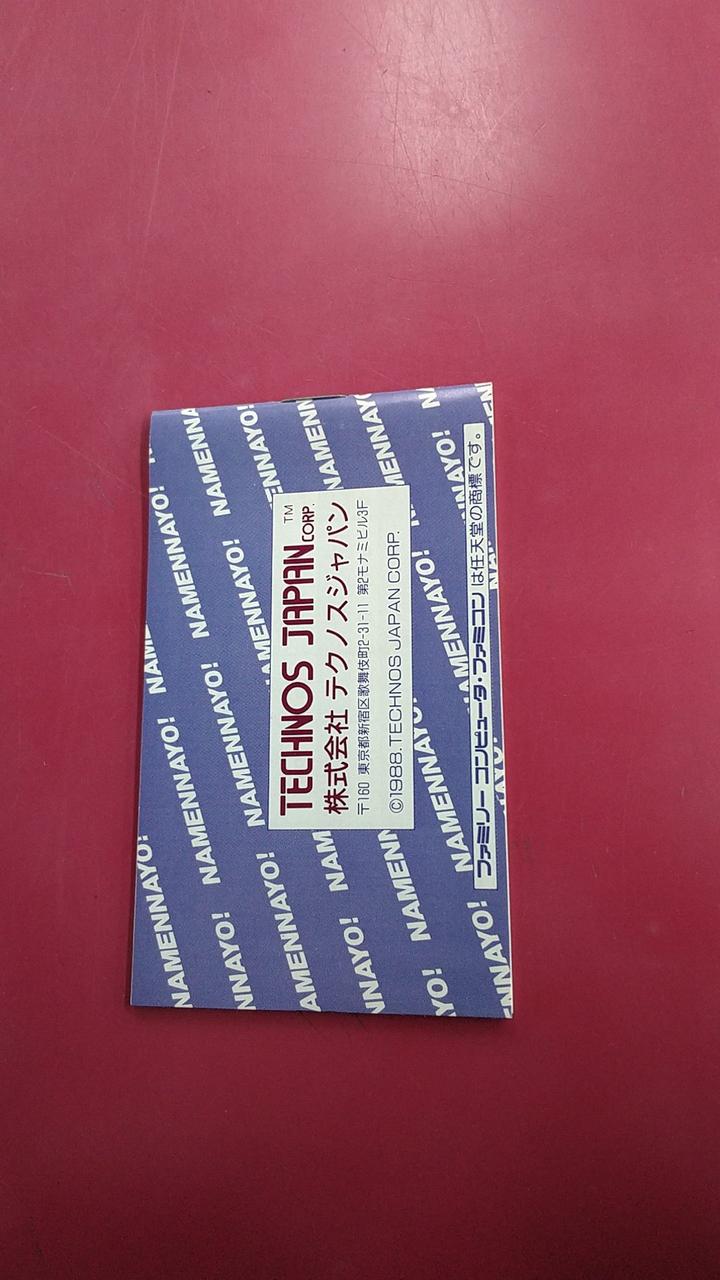 NAMENNAYO! NAMENNAYO! NAMENNAYO!
TECHNOS JAPAN CORP.™
株式会社 テクノスジャパン
〒160 東京都新宿区歌舞伎町2-31-11 第2モナミビル3F
©1988.TECHNOS JAPAN CORP.
ファミリー コンピュータ・ファミコン は任天堂の商標です。